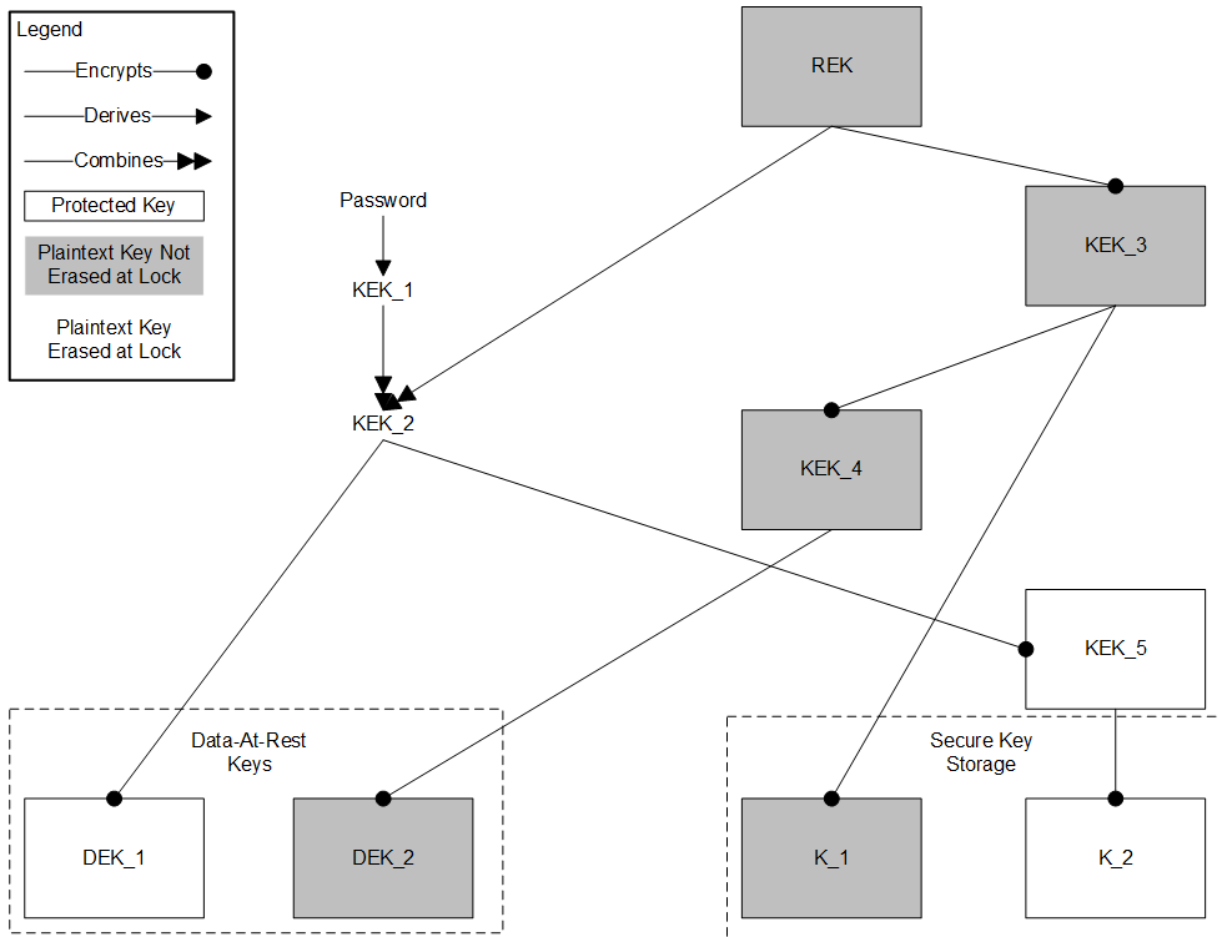 Legend
Encrypts
Derives
Combines
Protected Key
Plaintext Key Not
Erased at Lock
Plaintext Key
Erased at Lock
REK
Password
KEK_3
KEK_1
KEK_2
KEK_4
KEK_5
Data-At-Rest
Keys
Secure Key
Storage
DEK_1
DEK_2
K_1
K_2